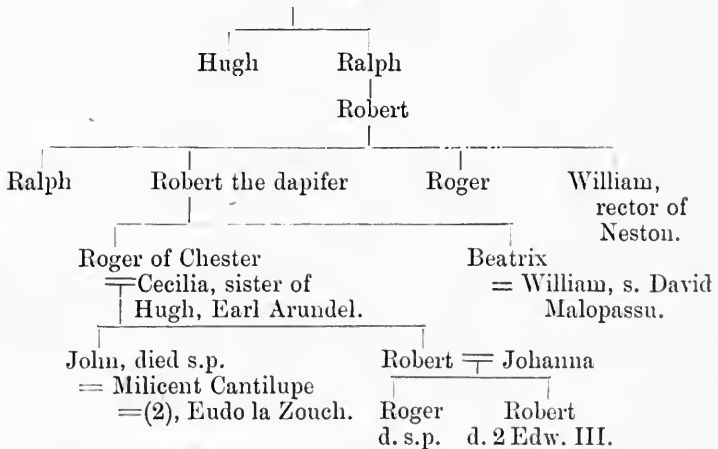 Hugh Ralph
Robert
Ralph Robert the dapifer Roger William,
rector of
Neston.
Roger of Chester Beatrix
= Cecilia, sister of = William, s. David
Hugh, Earl Arundel. Malopassu.
John, died s.p. Robert = Johanna
= Milicent Cantilupe
=(2), Eudo la Zouch. Roger Robert
d. s.p. d. 2 Edw. III.